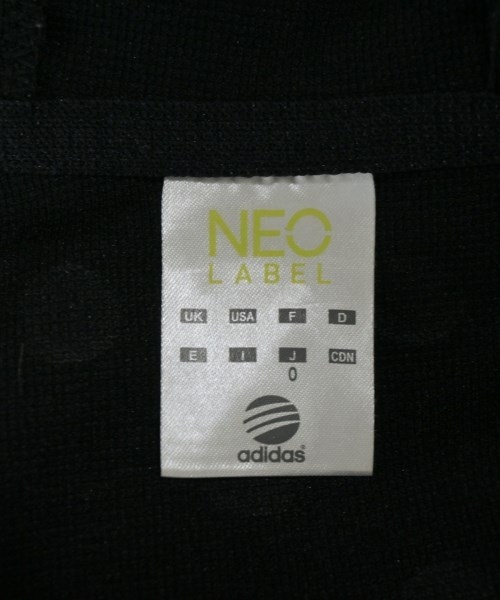 NEO
LABEL
UK USA F D
E I J CDN
0
adidas®